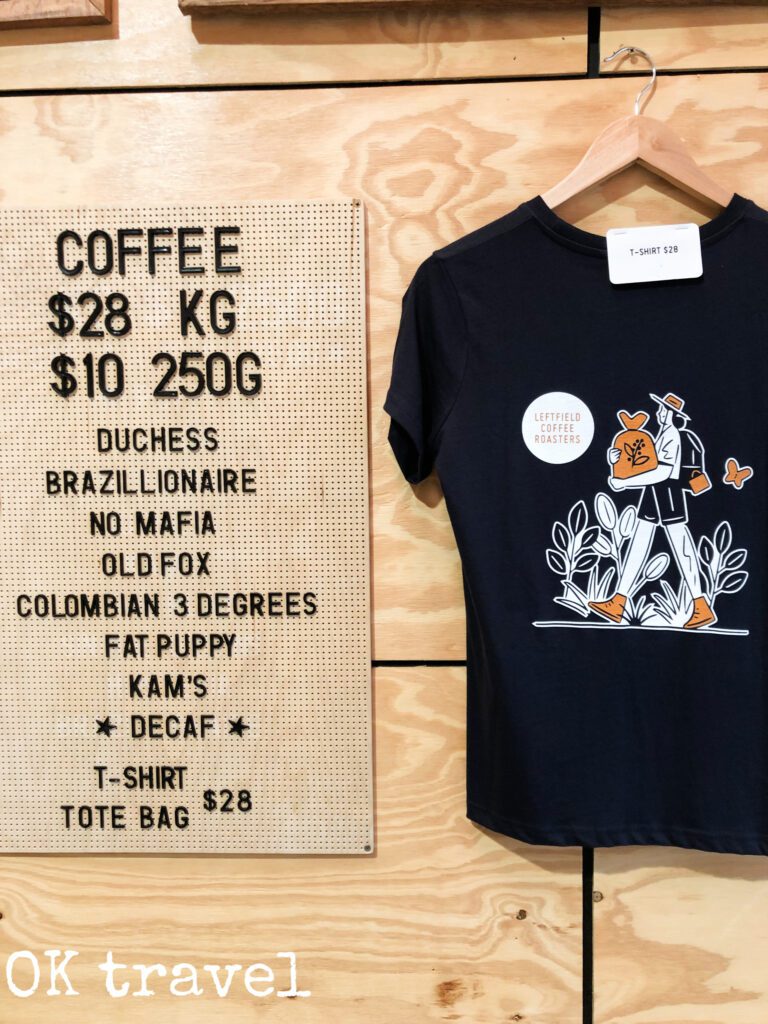 COFFEE
$28 KG
$10 250G
DUCHESS
BRAZILLIONAIRE
NO MAFIA
OLD FOX
COLOMBIAN 3 DEGREES
FAT PUPPY
KAM'S
★ DECAF ★
T-SHIRT
TOTE BAG $28
T-SHIRT $28
LEFTFIELD
COFFEE
ROASTERS
OK travel